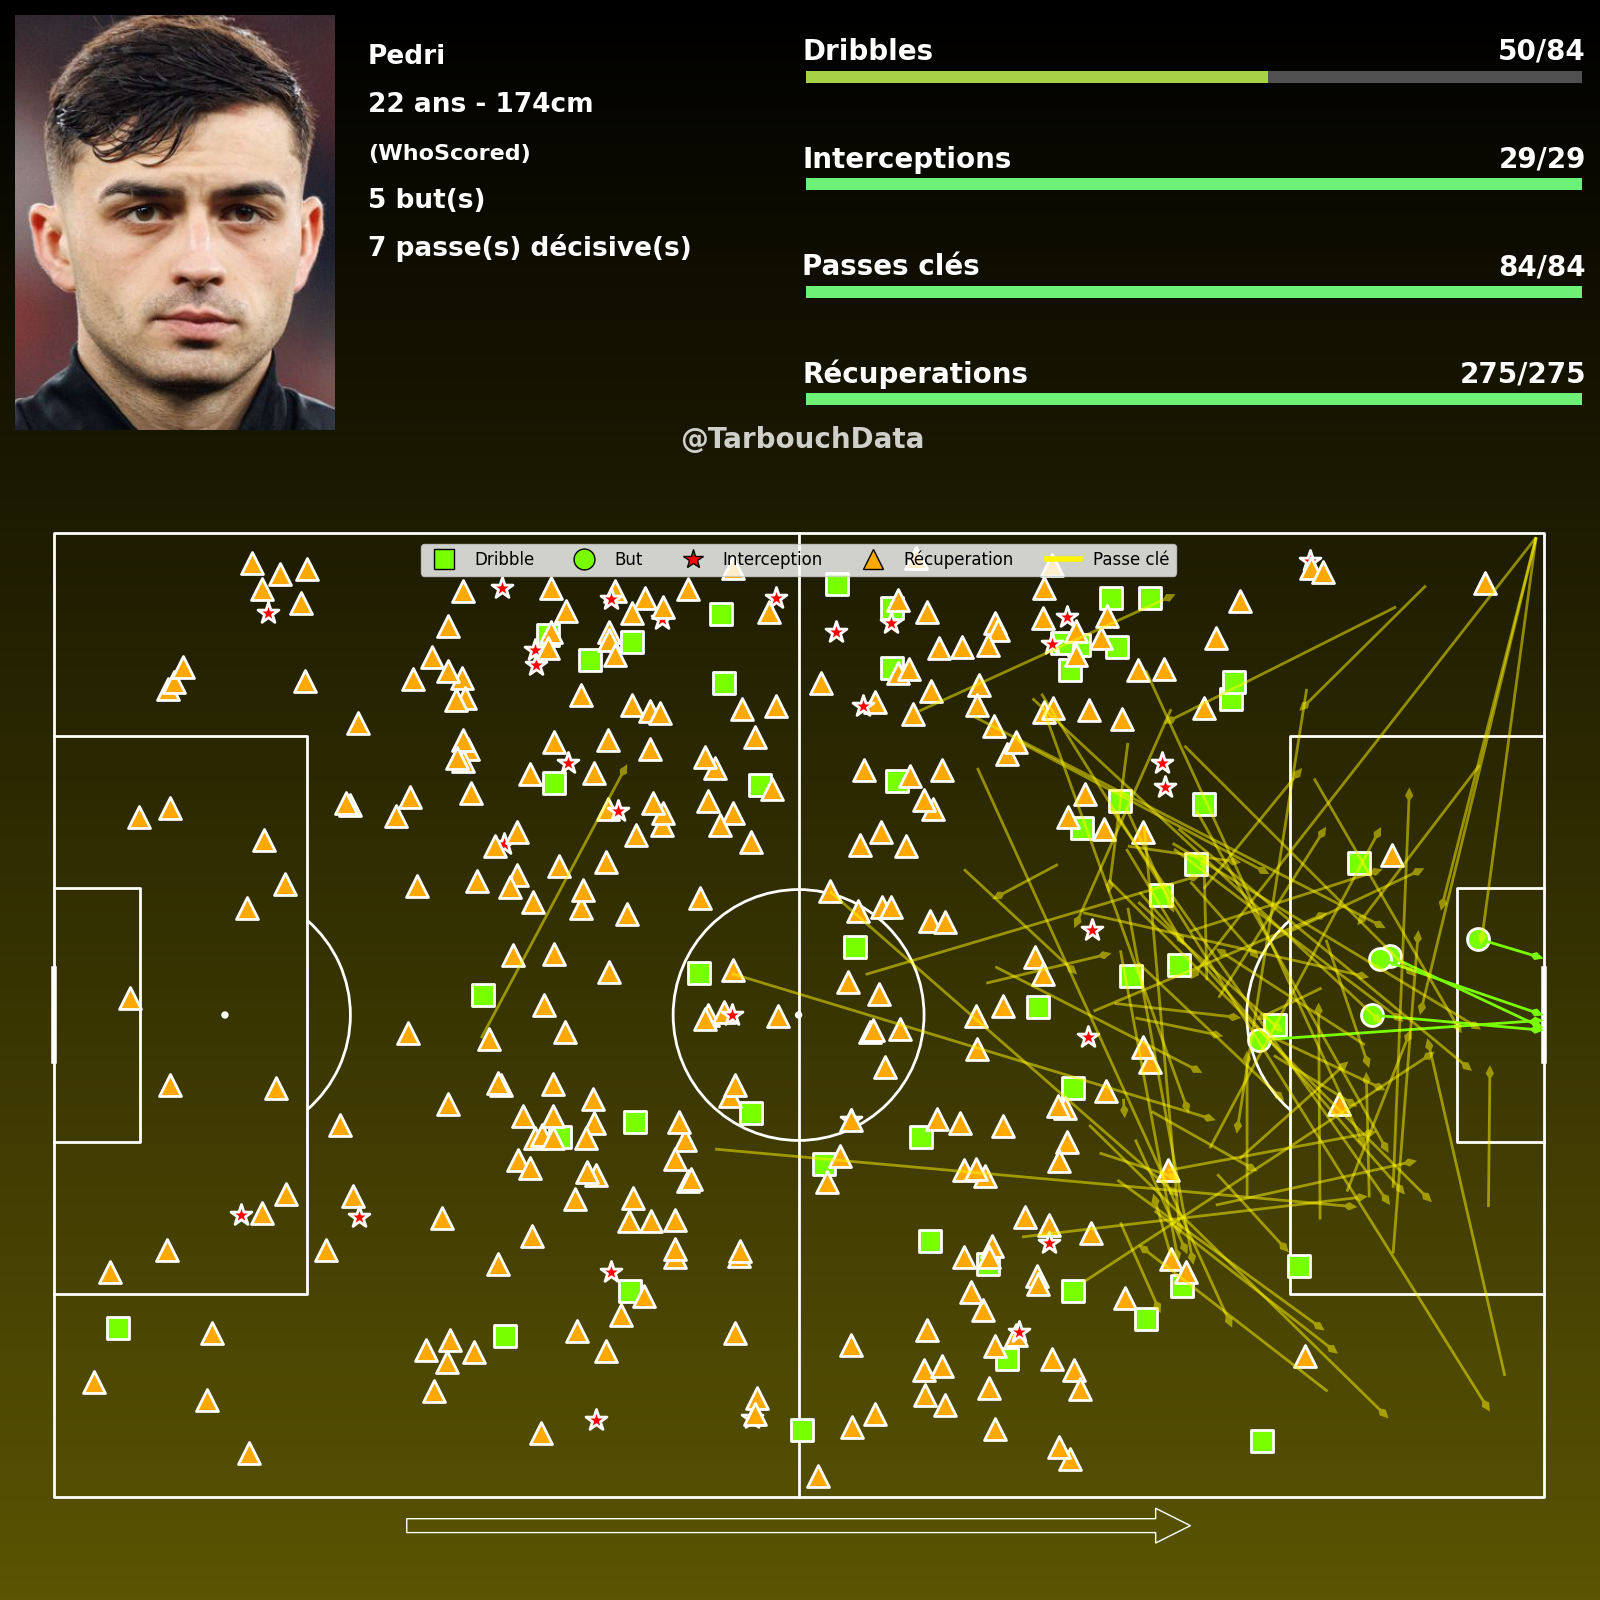 Pedri
22 ans - 174cm
(WhoScored)
5 but(s)
7 passe(s) décisive(s)
Dribbles 50/84
Interceptions 29/29
Passes clés 84/84
Récuperations 275/275
@TarbouchData
Dribble But Interception Récuperation Passe clé